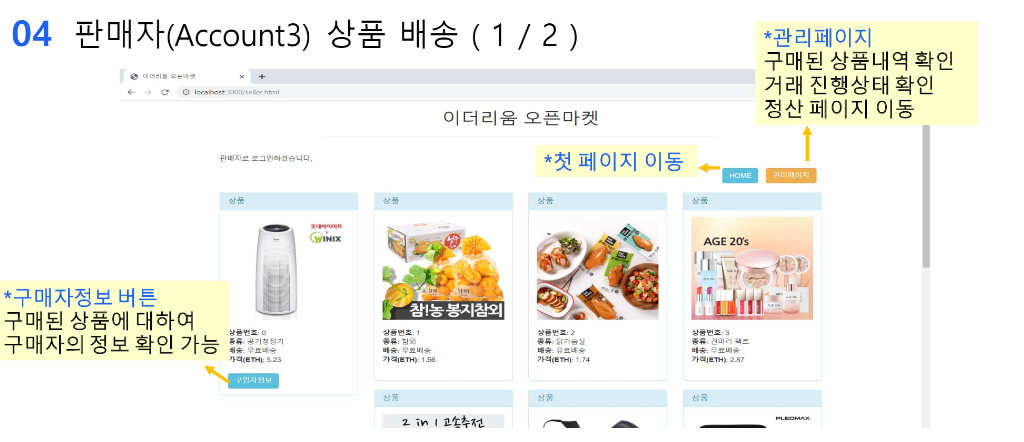 04 판매자(Account3) 상품 배송 ( 1 / 2 )
*관리페이지
구매된 상품내역 확인
거래 진행상태 확인
정산 페이지 이동
이더리움 오픈마켓
localhost:3000/seller.html
이더리움 오픈마켓
판매자로 로그인하셨습니다.
*첫 페이지 이동
HOME 관리페이지
상품 상품 상품 상품
롯데하이마트
×
WINIX
참!농 봉지참외
AGE 20's
*구매자정보 버튼
구매된 상품에 대하여
구매자의 정보 확인 가능
상품번호: 0
종류: 공기청정기
배송: 무료배송
가격(ETH): 5.23
구입자정보
상품번호: 1
종류: 참외
배송: 무료배송
가격(ETH): 1.56
상품번호: 2
종류: 닭가슴살
배송: 유료배송
가격(ETH): 1.74
상품번호: 3
종류: 견미리 팩트
배송: 무료배송
가격(ETH): 2.87
상품 상품 상품
2 in 1 고속충전
PLEOMAX